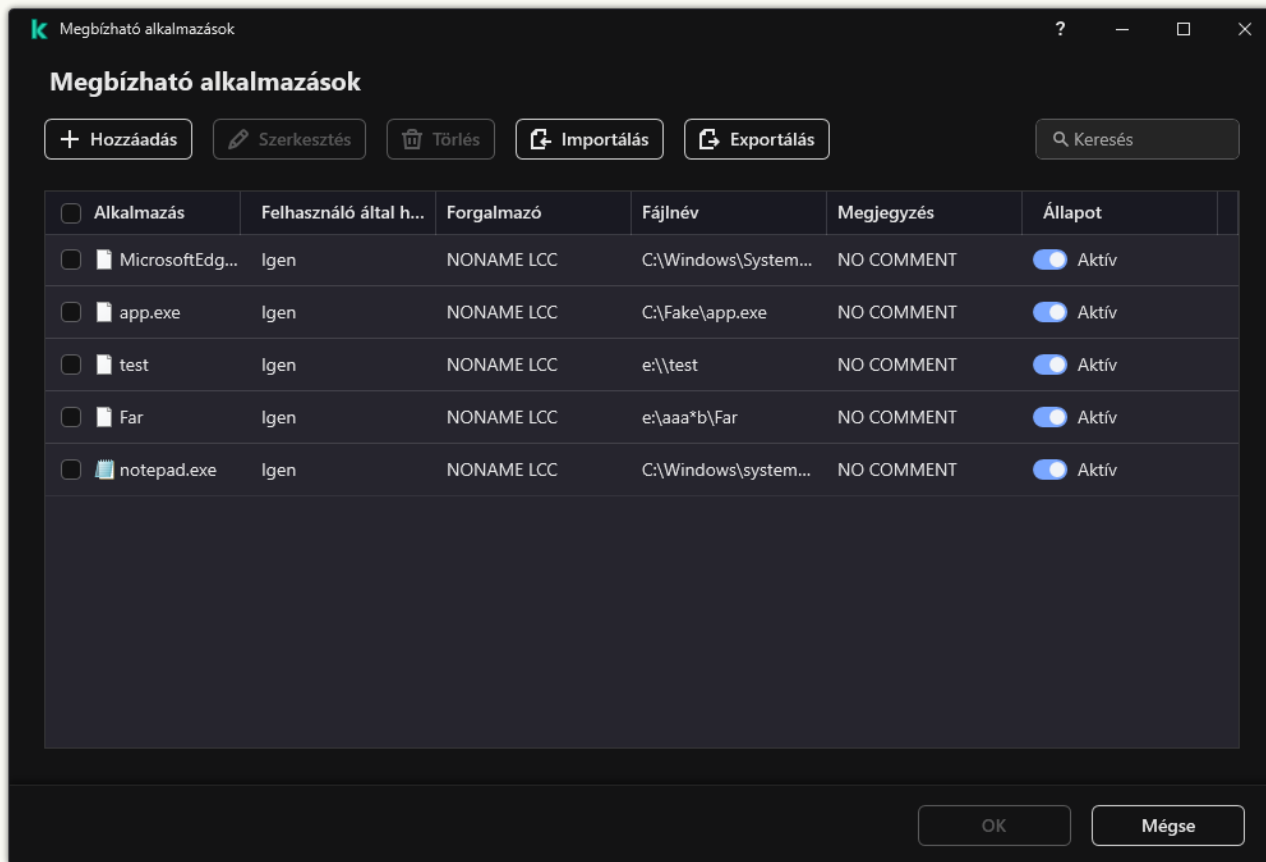 Megbízható alkalmazások
?
Megbízható alkalmazások
Hozzáadás Szerkesztés Törlés Importálás Exportálás Keresés
Alkalmazás Felhasználó által h... Forgalmazó Fájlnév Megjegyzés Állapot
MicrosoftEdg... Igen NONAME LCC C:\Windows\System... NO COMMENT Aktív
app.exe Igen NONAME LCC C:\Fake\app.exe NO COMMENT Aktív
test Igen NONAME LCC e:\\test NO COMMENT Aktív
Far Igen NONAME LCC e:\aaa*b\Far NO COMMENT Aktív
notepad.exe Igen NONAME LCC C:\Windows\system... NO COMMENT Aktív
OK Mégse